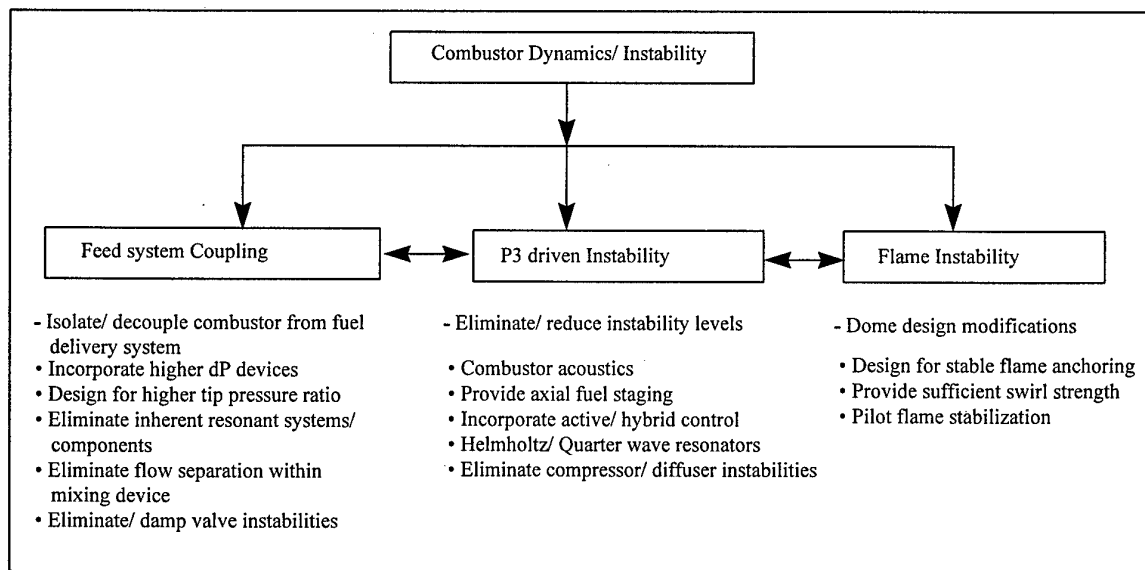 Combustor Dynamics/ Instability
Feed system Coupling
P3 driven Instability
Flame Instability
- Isolate/ decouple combustor from fuel
delivery system
• Incorporate higher dP devices
• Design for higher tip pressure ratio
• Eliminate inherent resonant systems/
components
• Eliminate flow separation within
mixing device
• Eliminate/ damp valve instabilities
- Eliminate/ reduce instability levels
• Combustor acoustics
• Provide axial fuel staging
• Incorporate active/ hybrid control
• Helmholtz/ Quarter wave resonators
• Eliminate compressor/ diffuser instabilities
- Dome design modifications
• Design for stable flame anchoring
• Provide sufficient swirl strength
• Pilot flame stabilization